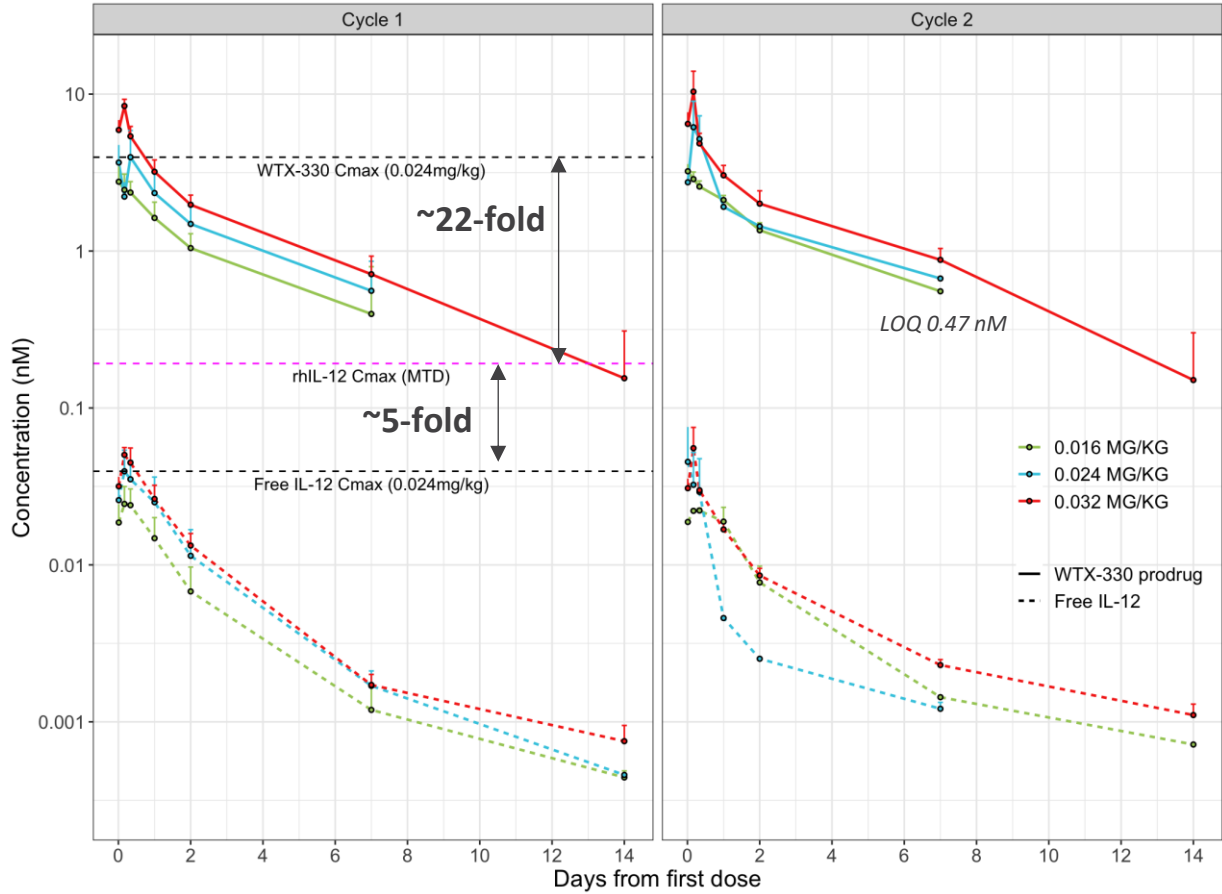 Cycle 1
Cycle 2
Concentration (nM)
10
1
0.1
0.01
0.001
WTX-330 Cmax (0.024mg/kg)
~22-fold
rhIL-12 Cmax (MTD)
~5-fold
Free IL-12 Cmax (0.024mg/kg)
LOQ 0.47 nM
0.016 MG/KG
0.024 MG/KG
0.032 MG/KG
WTX-330 prodrug
Free IL-12
0 2 4 6 8 10 12 14
0 2 4 6 8 10 12 14
Days from first dose